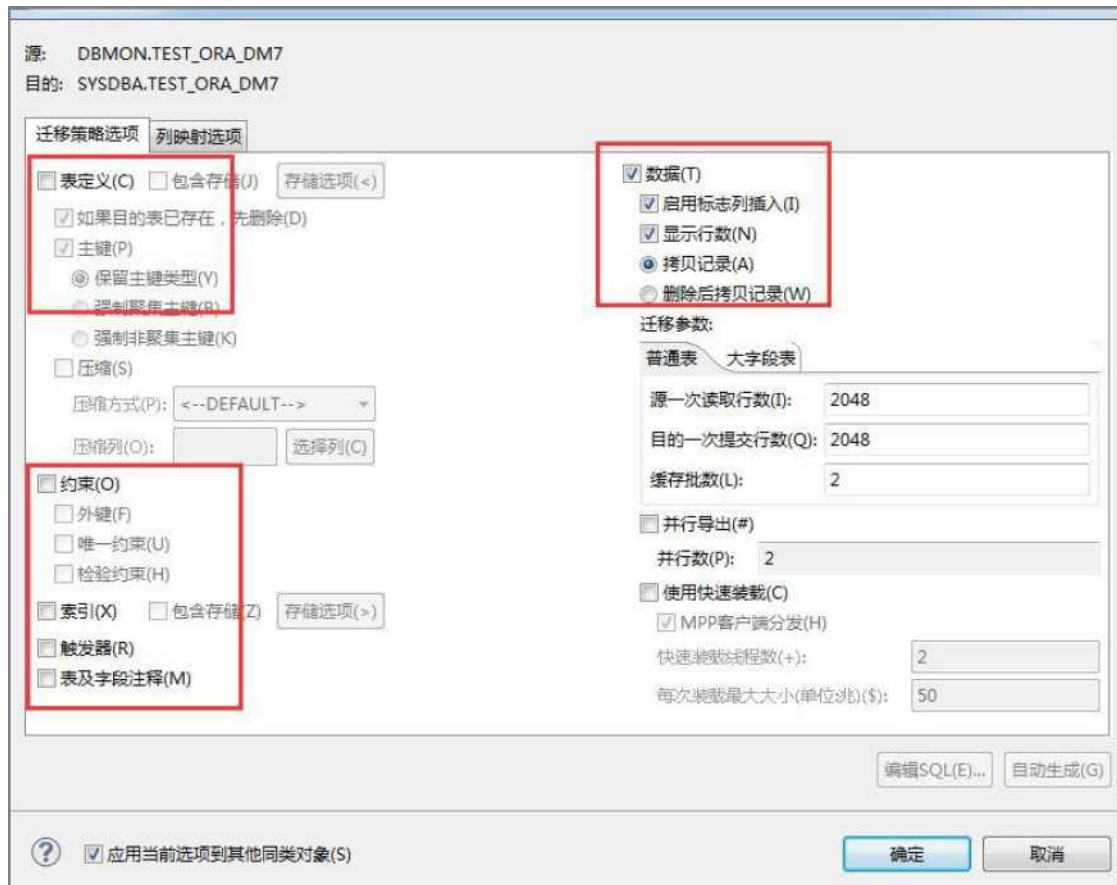 源: DBMON.TEST_ORA_DM7
目的: SYSDBA.TEST_ORA_DM7
迁移策略选项 列映射选项
表定义(C) 包含存储(J) 存储选项(<)
如果目的表已存在，先删除(D)
主键(P)
保留主键类型(Y)
强制聚集主键(B)
强制非聚集主键(K)
压缩(S)
压缩方式(P): <--DEFAULT-->
压缩列(O): 选择列(C)
约束(O)
外键(F)
唯一约束(U)
检验约束(H)
索引(X) 包含存储(Z) 存储选项(>)
触发器(R)
表及字段注释(M)
数据(T)
启用标志列插入(I)
显示行数(N)
拷贝记录(A)
删除后拷贝记录(W)
迁移参数:
普通表 大字段表
源一次读取行数(I): 2048
目的一次提交行数(Q): 2048
缓存批数(L): 2
并行导出(#)
并行数(P): 2
使用快速装载(C)
MPP客户端分发(H)
快速装载线程数(+): 2
每次装载最大大小(单位:兆)($): 50
编辑SQL(E)... 自动生成(G)
应用当前选项到其他同类对象(S) 确定 取消